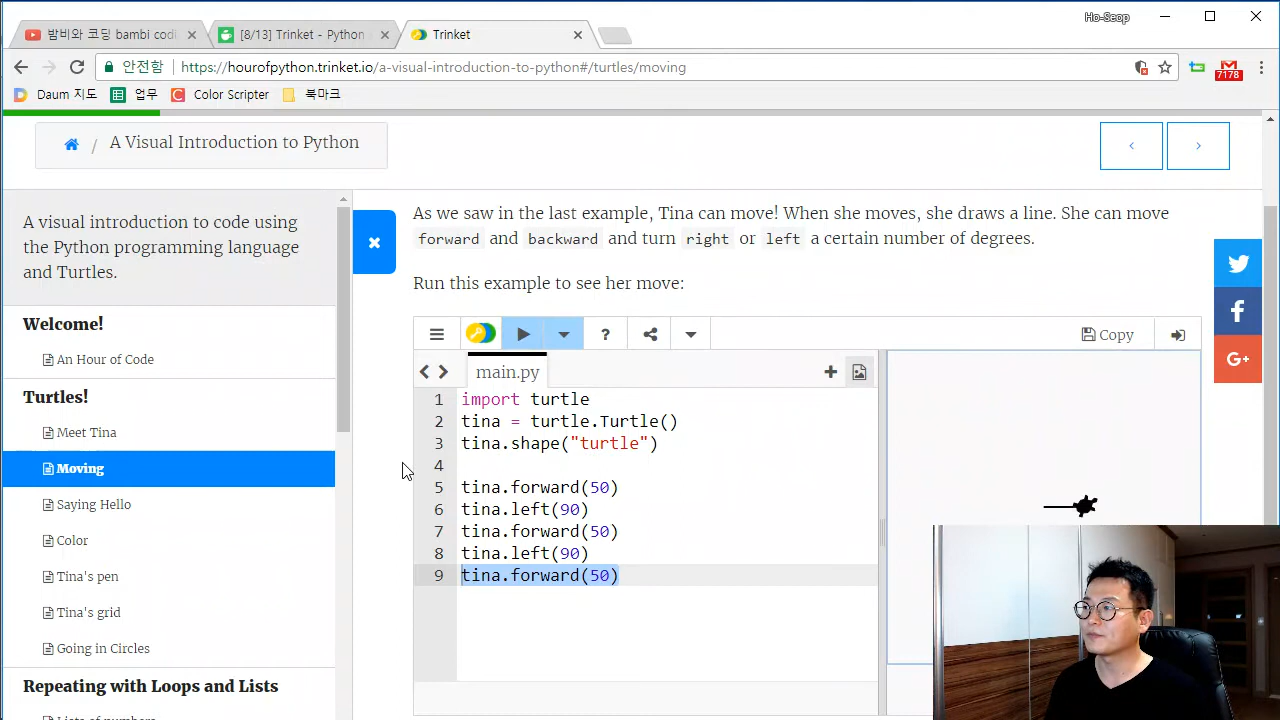 Ho-Seop
밤비와 코딩 bambi codi
[8/13] Trinket - Python
Trinket
안전함
https://hourofpython.trinket.io/a-visual-introduction-to-python#/turtles/moving
7178
Daum 지도
업무
Color Scripter
북마크
/ A Visual Introduction to Python
A visual introduction to code using
the Python programming language
and Turtles.
Welcome!
An Hour of Code
Turtles!
Meet Tina
Moving
Saying Hello
Color
Tina's pen
Tina's grid
Going in Circles
Repeating with Loops and Lists
Lists of numbers
As we saw in the last example, Tina can move! When she moves, she draws a line. She can move
forward and backward and turn right or left a certain number of degrees.
Run this example to see her move:
?
Copy
main.py
1 import turtle
2 tina = turtle.Turtle()
3 tina.shape("turtle")
4
5 tina.forward(50)
6 tina.left(90)
7 tina.forward(50)
8 tina.left(90)
9 tina.forward(50)
G+